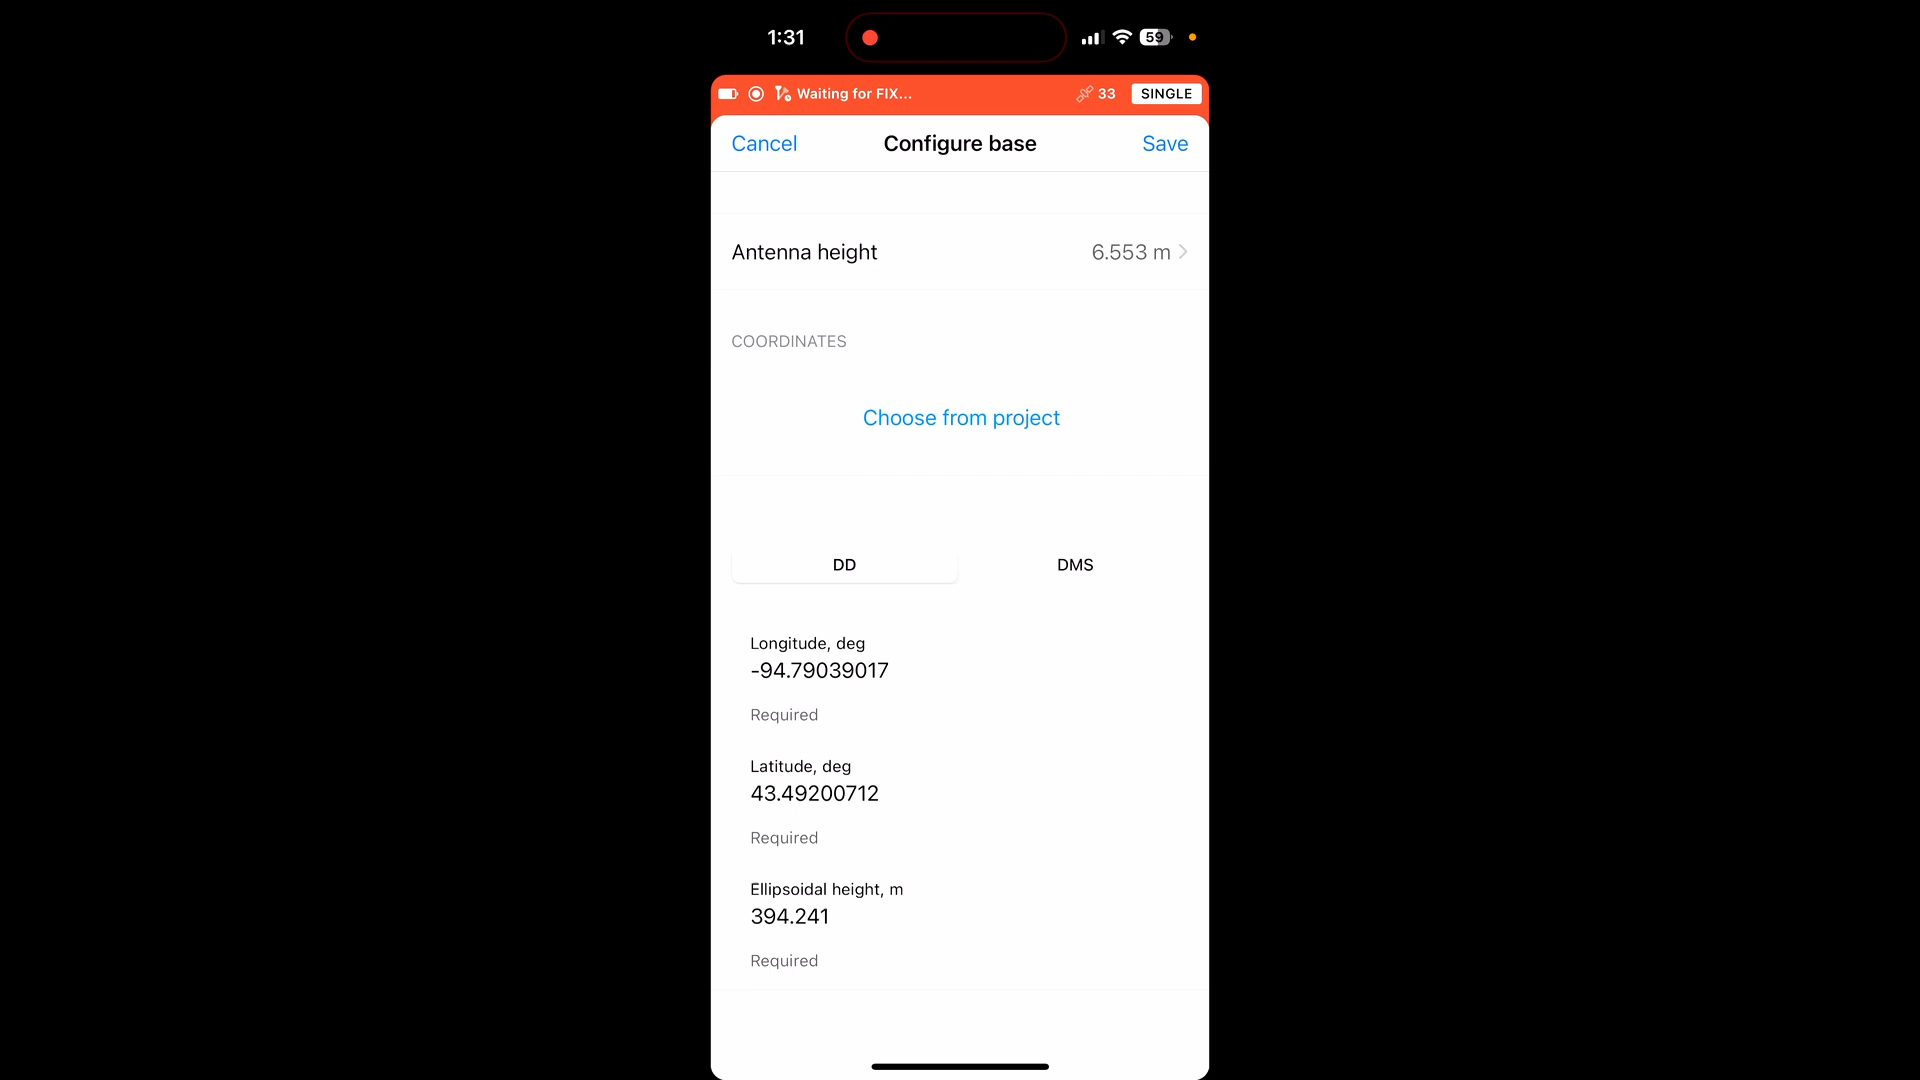 1:31
59
Waiting for FIX...
33
SINGLE
Cancel
Configure base
Save
Antenna height
6.553 m
COORDINATES
Choose from project
DD
DMS
Longitude, deg
-94.79039017
Required
Latitude, deg
43.49200712
Required
Ellipsoidal height, m
394.241
Required